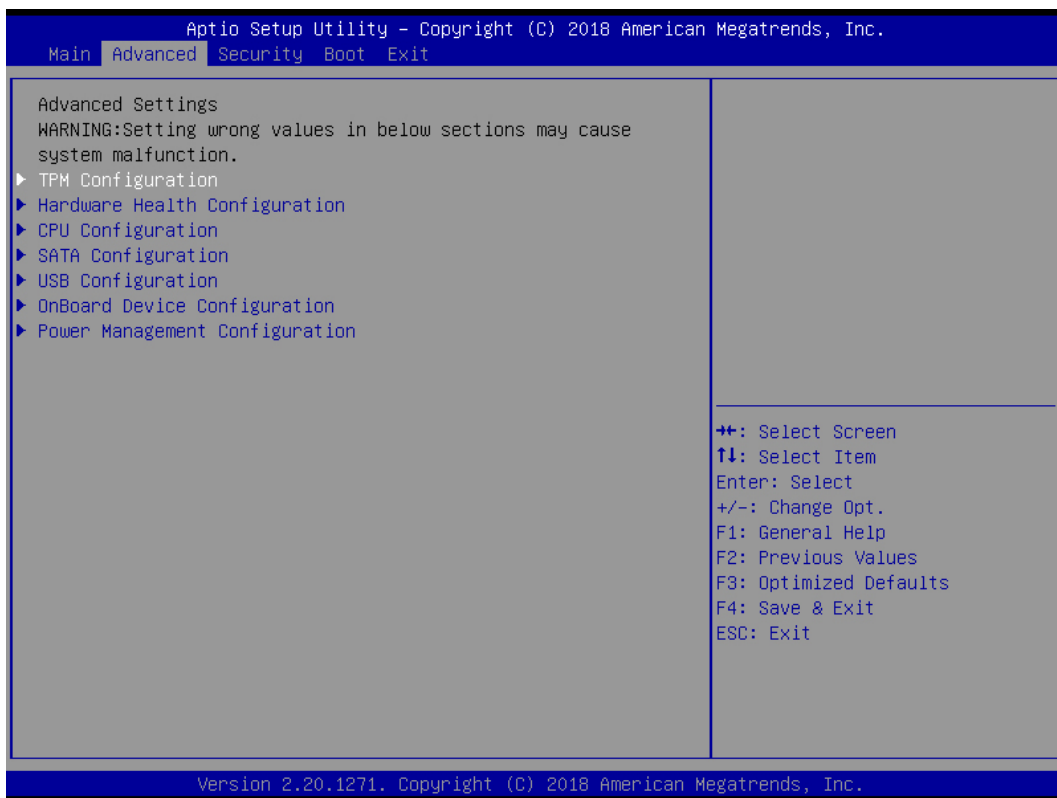 Aptio Setup Utility – Copyright (C) 2018 American Megatrends, Inc.
Main Advanced Security Boot Exit
Advanced Settings
WARNING:Setting wrong values in below sections may cause
system malfunction.
TPM Configuration
Hardware Health Configuration
CPU Configuration
SATA Configuration
USB Configuration
OnBoard Device Configuration
Power Management Configuration
→←: Select Screen
↑↓: Select Item
Enter: Select
+/-: Change Opt.
F1: General Help
F2: Previous Values
F3: Optimized Defaults
F4: Save & Exit
ESC: Exit
Version 2.20.1271. Copyright (C) 2018 American Megatrends, Inc.